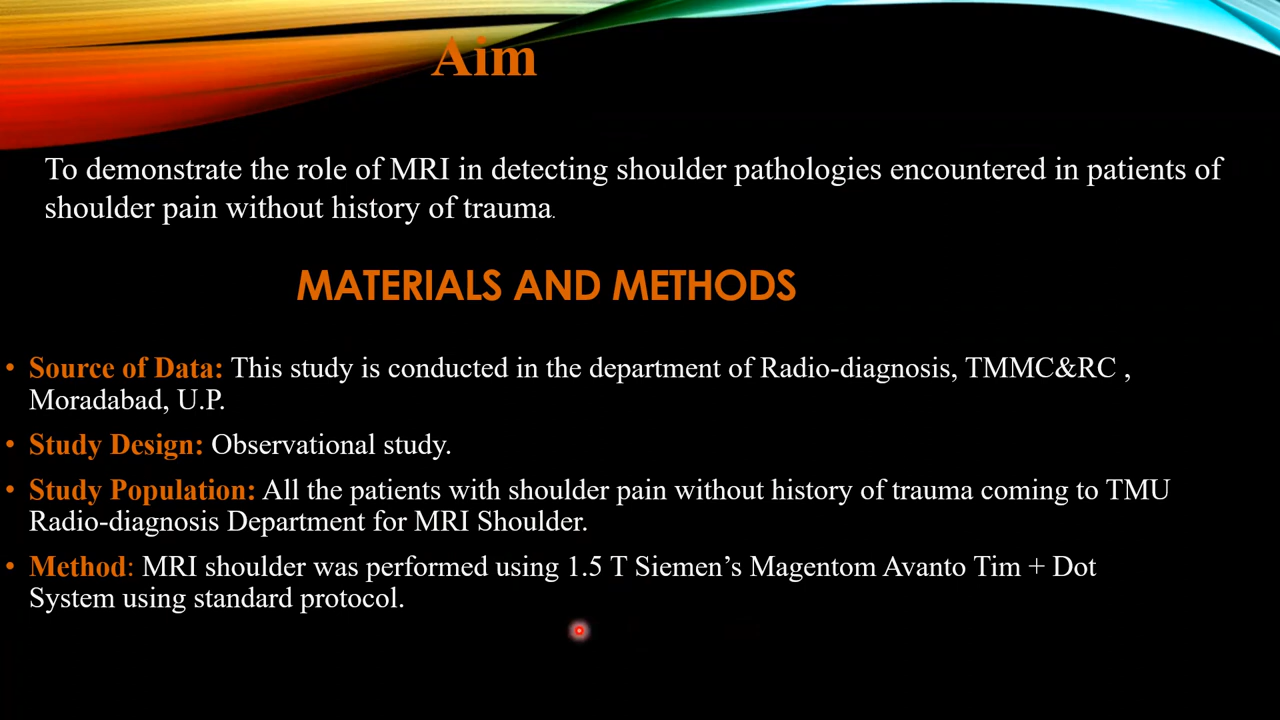 Aim
To demonstrate the role of MRI in detecting shoulder pathologies encountered in patients of
shoulder pain without history of trauma.
MATERIALS AND METHODS
• Source of Data: This study is conducted in the department of Radio-diagnosis, TMMC&RC ,
Moradabad, U.P.
• Study Design: Observational study.
• Study Population: All the patients with shoulder pain without history of trauma coming to TMU
Radio-diagnosis Department for MRI Shoulder.
• Method: MRI shoulder was performed using 1.5 T Siemen’s Magentom Avanto Tim + Dot
System using standard protocol.